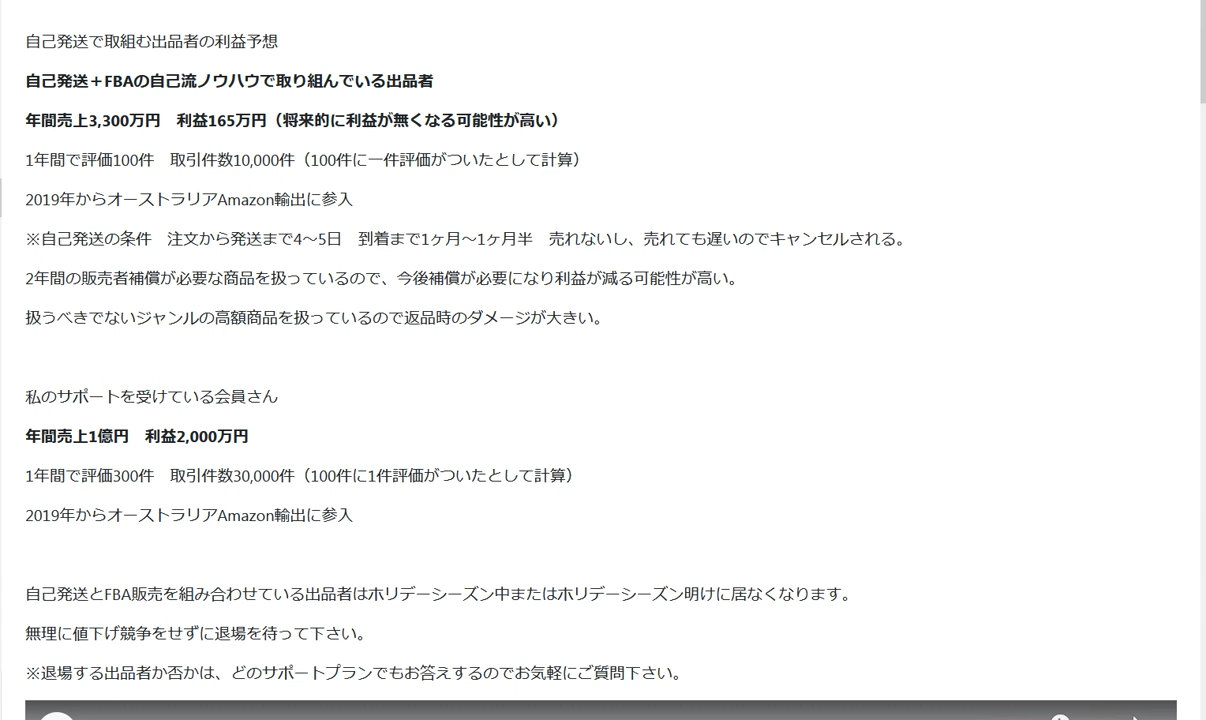 自己発送で取組む出品者の利益予想
自己発送＋FBAの自己流ノウハウで取り組んでいる出品者
年間売上3,300万円　利益165万円（将来的に利益が無くなる可能性が高い）
1年間で評価100件　取引件数10,000件（100件に一件評価がついたとして計算）
2019年からオーストラリアAmazon輸出に参入
※自己発送の条件　注文から発送まで4～5日　到着まで1ヶ月～1ヶ月半　売れないし、売れても遅いのでキャンセルされる。
2年間の販売者補償が必要な商品を扱っているので、今後補償が必要になり利益が減る可能性が高い。
扱うべきでないジャンルの高額商品を扱っているので返品時のダメージが大きい。
私のサポートを受けている会員さん
年間売上1億円　利益2,000万円
1年間で評価300件　取引件数30,000件（100件に1件評価がついたとして計算）
2019年からオーストラリアAmazon輸出に参入
自己発送とFBA販売を組み合わせている出品者はホリデーシーズン中またはホリデーシーズン明けに居なくなります。
無理に値下げ競争をせずに退場を待って下さい。
※退場する出品者か否かは、どのサポートプランでもお答えするのでお気軽にご質問下さい。